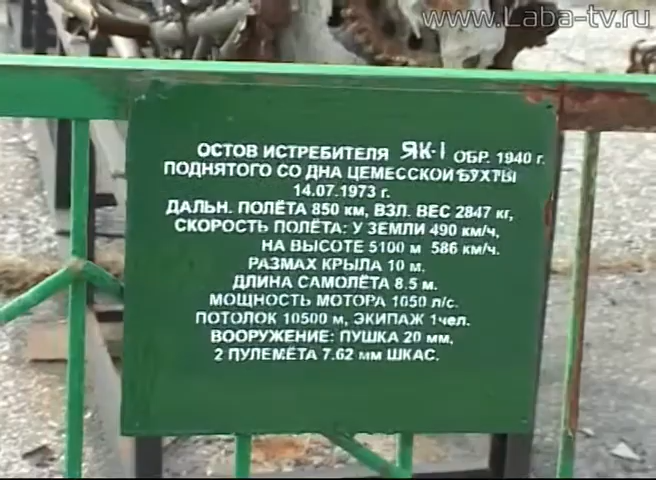 www.Laba-tv.ru
ОСТОВ ИСТРЕБИТЕЛЯ ЯК-1 ОБР. 1940 г.
ПОДНЯТОГО СО ДНА ЦЕМЕССКОЙ БУХТЫ
14.07.1973 г.
ДАЛЬН. ПОЛЁТА 850 км, ВЗЛ. ВЕС 2847 кг,
СКОРОСТЬ ПОЛЁТА: У ЗЕМЛИ 490 км/ч,
НА ВЫСОТЕ 5100 м 586 км/ч.
РАЗМАХ КРЫЛА 10 м.
ДЛИНА САМОЛЁТА 8.5 м.
МОЩНОСТЬ МОТОРА 1050 л/с.
ПОТОЛОК 10500 м, ЭКИПАЖ 1чел.
ВООРУЖЕНИЕ: ПУШКА 20 мм,
2 ПУЛЕМЁТА 7.62 мм ШКАС.